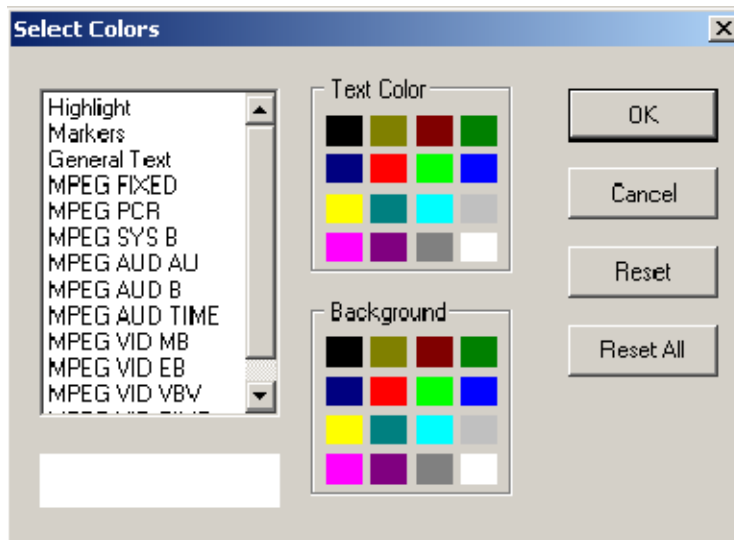 Select Colors
Highlight
Markers
General Text
MPEG FIXED
MPEG PCR
MPEG SYS B
MPEG AUD AU
MPEG AUD B
MPEG AUD TIME
MPEG VID MB
MPEG VID EB
MPEG VID VBV
Text Color
Background
OK
Cancel
Reset
Reset All